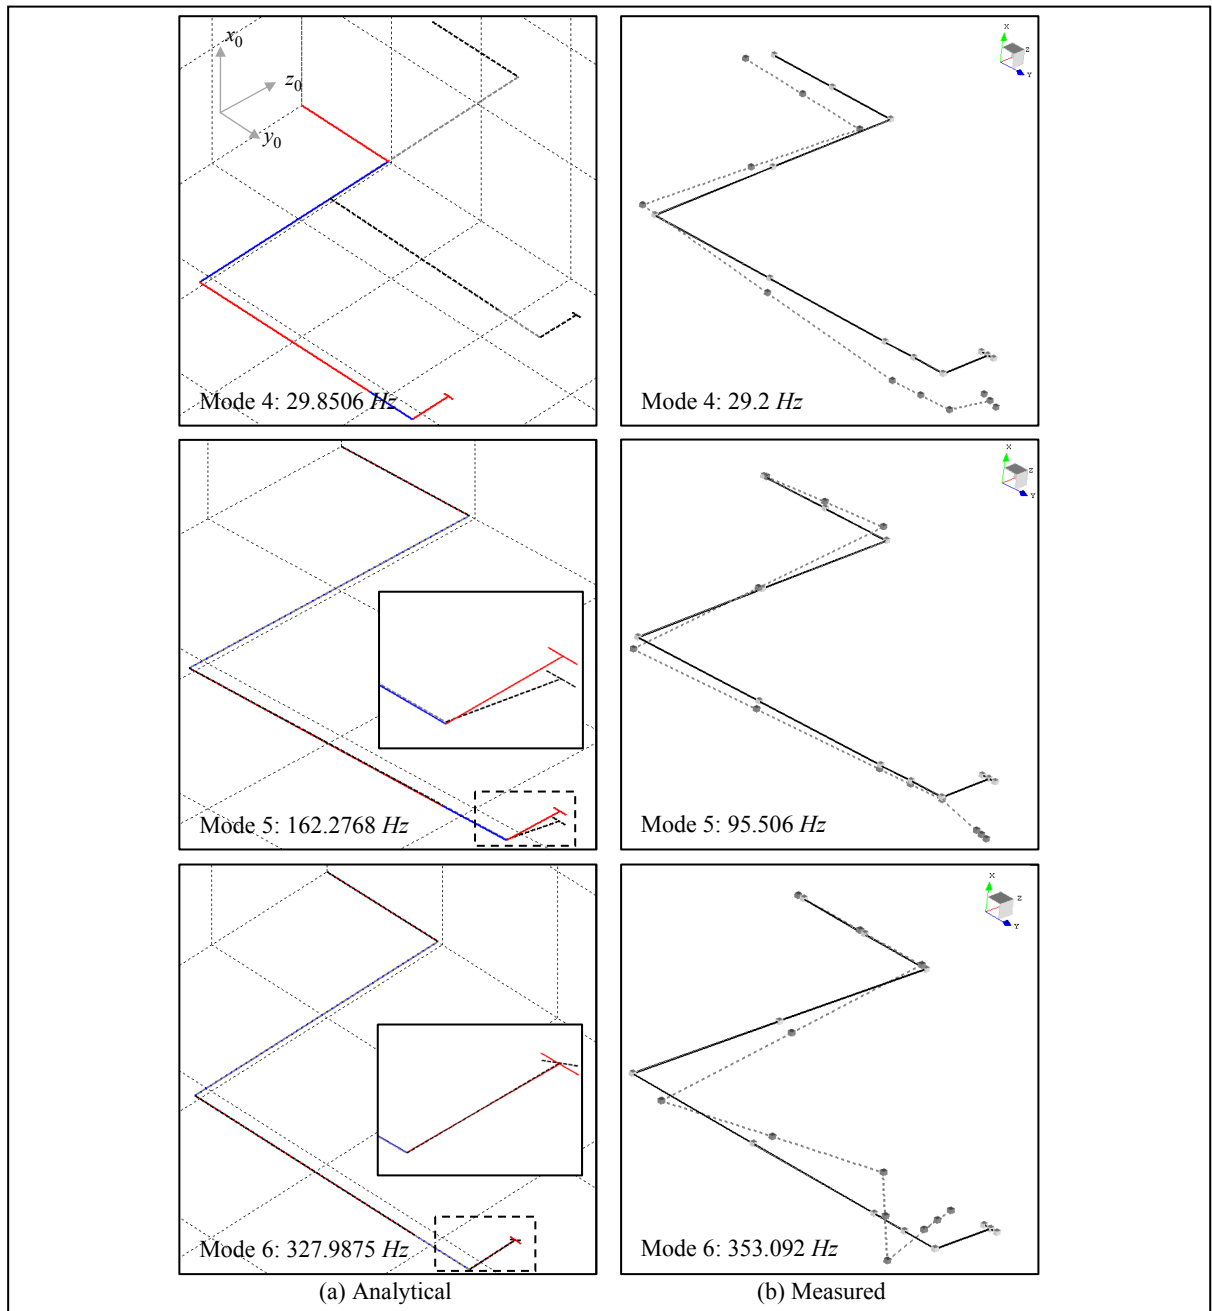 x0
z0
y0
Mode 4: 29.8506 Hz
X
Z
Y
Mode 4: 29.2 Hz
Mode 5: 162.2768 Hz
X
Z
Y
Mode 5: 95.506 Hz
Mode 6: 327.9875 Hz
X
Z
Y
Mode 6: 353.092 Hz
(a) Analytical
(b) Measured